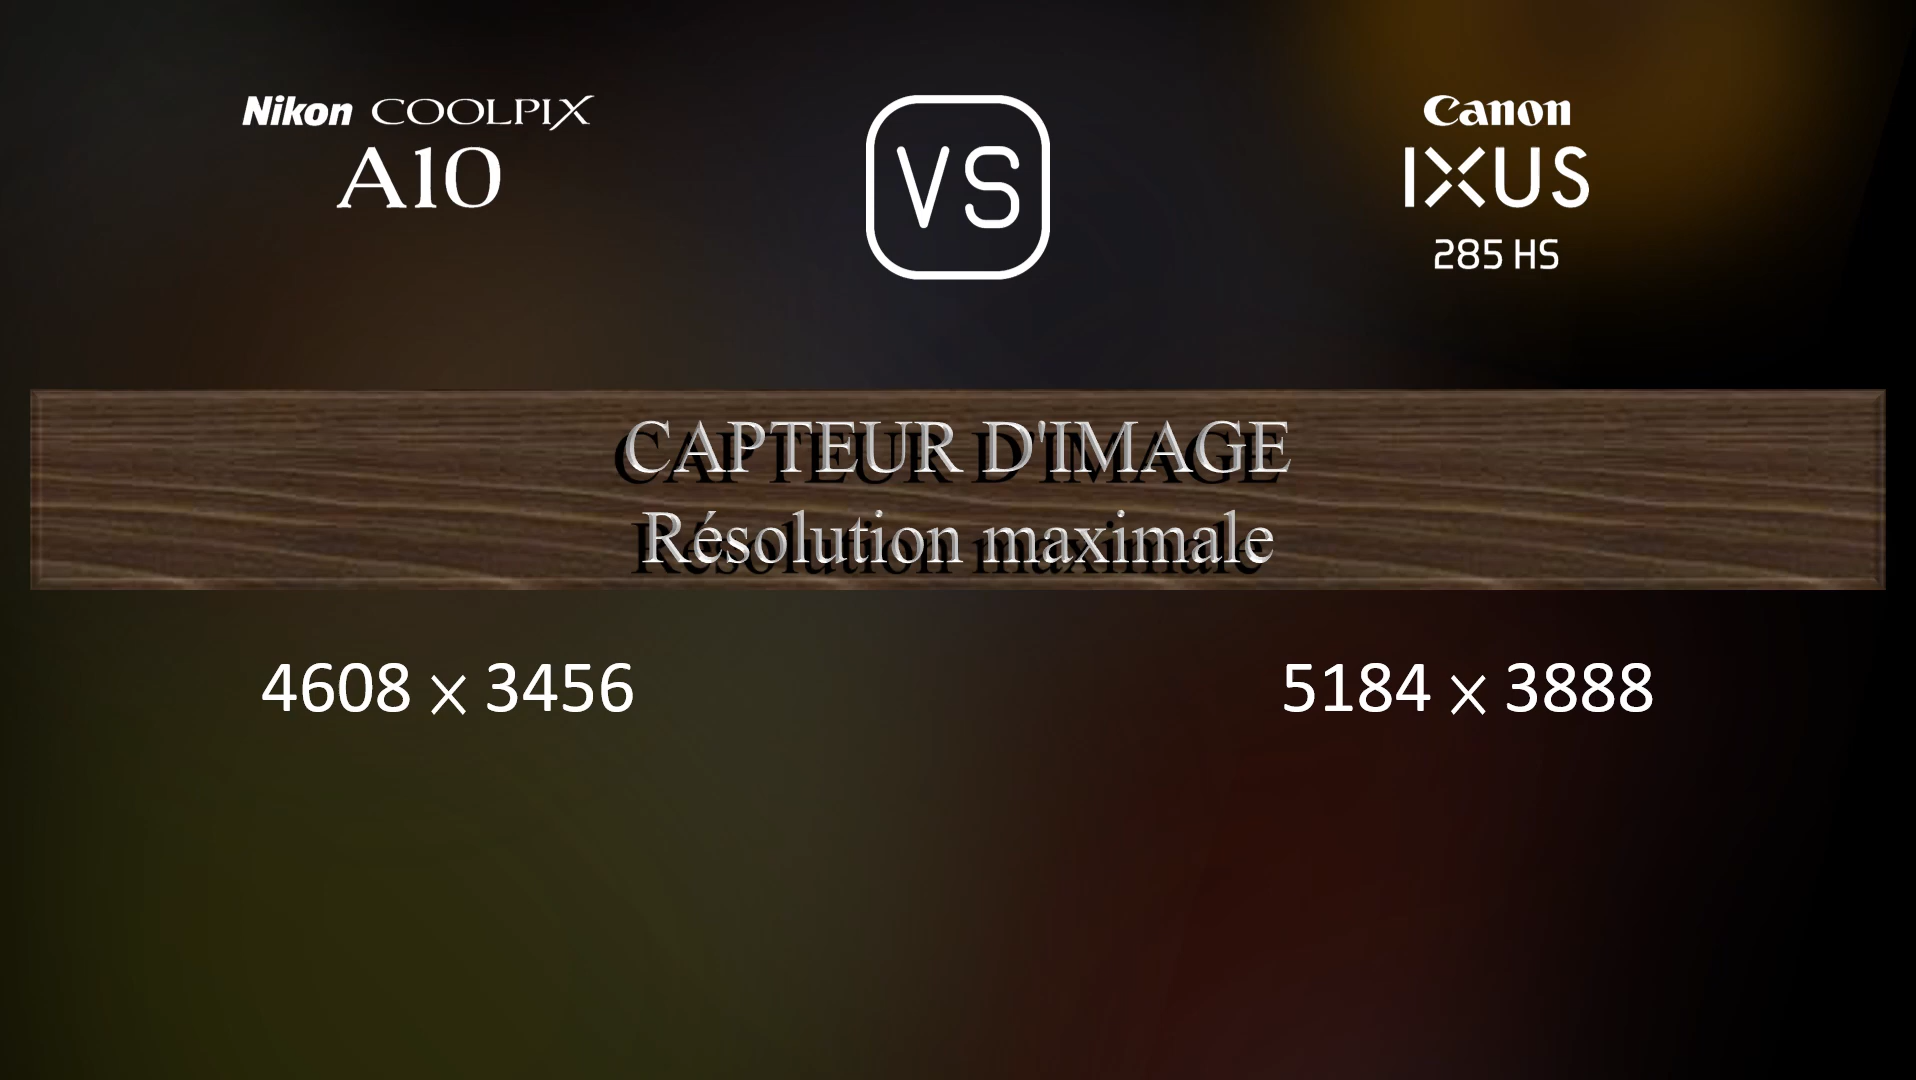 Nikon COOLPIX
A10
VS
Canon
IXUS
285 HS
CAPTEUR D'IMAGE
Résolution maximale
4608 x 3456
5184 x 3888